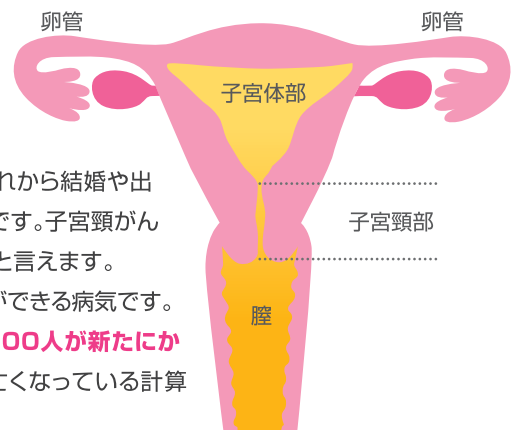 卵管
卵管
子宮体部
れから結婚や出
です。子宮頸がん
と言えます。
ができる病気です。
00人が新たにか
亡くなっている計算
子宮頸部
膣